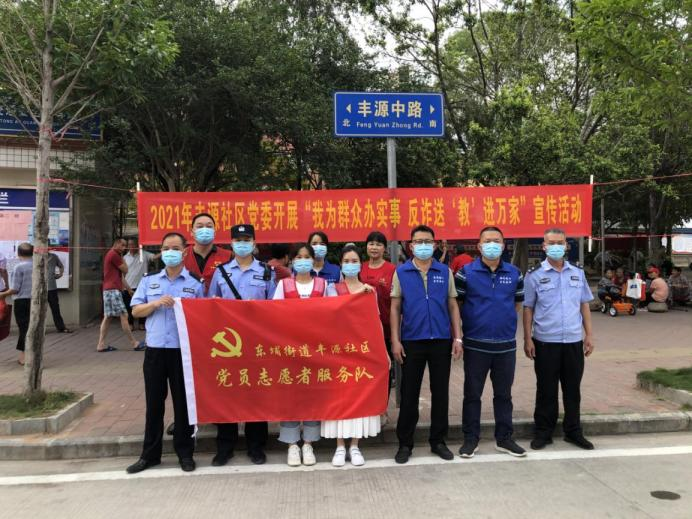 丰源中路
北 Feng Yuan Zhong Rd. 南
2021年丰源社区党委开展“我为群众办实事 反诈送‘教’进万家”宣传活动
东埔街道丰源社区
党员志愿者服务队